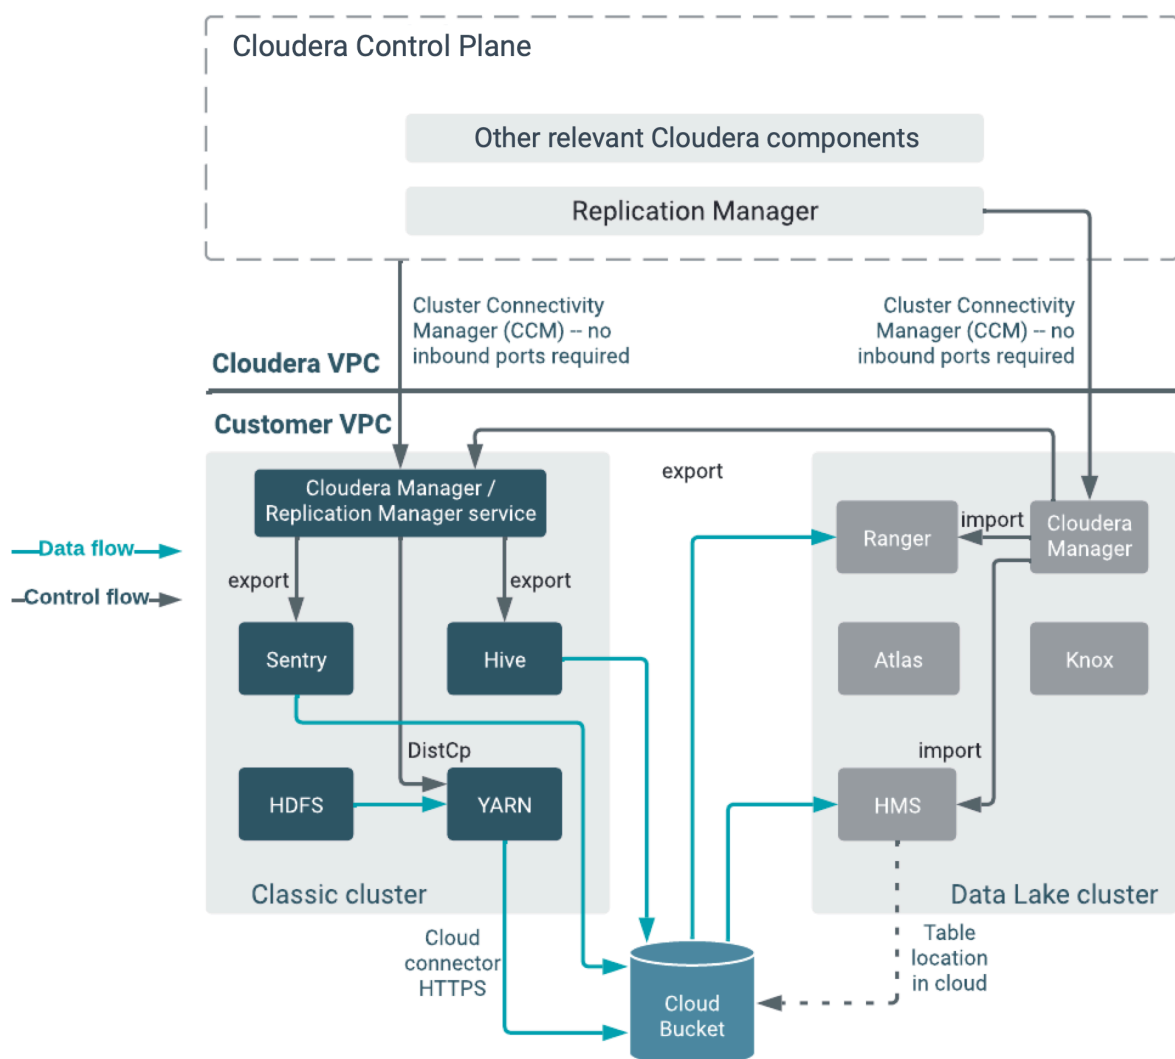 Cloudera Control Plane
Other relevant Cloudera components
Replication Manager
Cluster Connectivity
Manager (CCM) -- no
inbound ports required
Cluster Connectivity
Manager (CCM) -- no
inbound ports required
Cloudera VPC
Customer VPC
Cloudera Manager /
Replication Manager service
export
Ranger
import
Cloudera
Manager
Data flow
Control flow
export
export
Sentry
Hive
Atlas
Knox
DistCp
import
HDFS
YARN
HMS
Classic cluster
Data Lake cluster
Cloud
connector
HTTPS
Table
location
in cloud
Cloud
Bucket